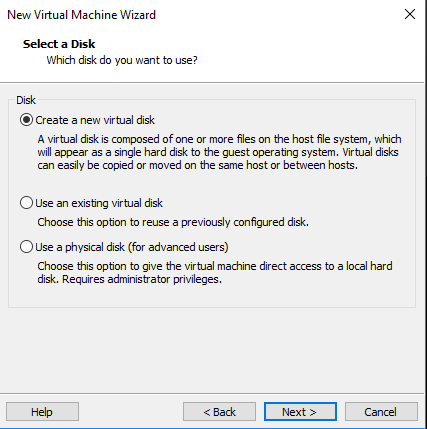 New Virtual Machine Wizard
Select a Disk
Which disk do you want to use?
Disk
Create a new virtual disk
A virtual disk is composed of one or more files on the host file system, which
will appear as a single hard disk to the guest operating system. Virtual disks
can easily be copied or moved on the same host or between hosts.
Use an existing virtual disk
Choose this option to reuse a previously configured disk.
Use a physical disk (for advanced users)
Choose this option to give the virtual machine direct access to a local hard
disk. Requires administrator privileges.
Help < Back Next > Cancel